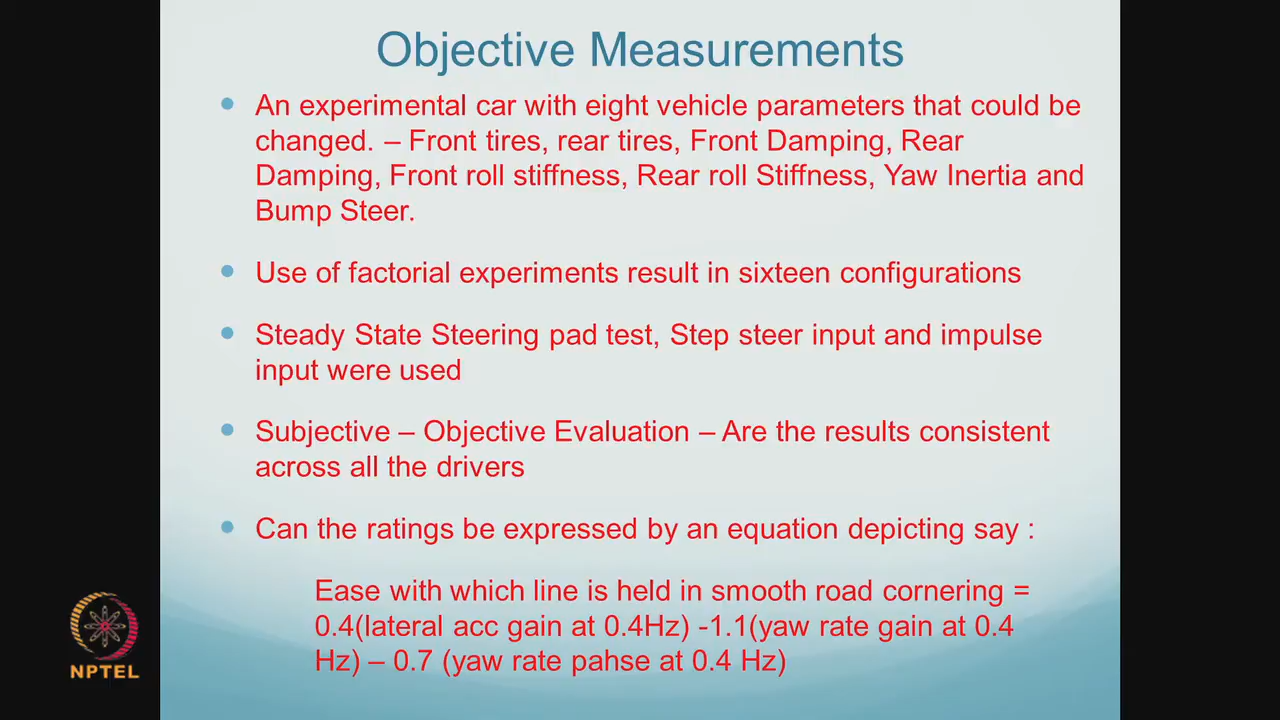 Objective Measurements
An experimental car with eight vehicle parameters that could be
changed. – Front tires, rear tires, Front Damping, Rear
Damping, Front roll stiffness, Rear roll Stiffness, Yaw Inertia and
Bump Steer.
Use of factorial experiments result in sixteen configurations
Steady State Steering pad test, Step steer input and impulse
input were used
Subjective – Objective Evaluation – Are the results consistent
across all the drivers
Can the ratings be expressed by an equation depicting say :
Ease with which line is held in smooth road cornering =
0.4(lateral acc gain at 0.4Hz) -1.1(yaw rate gain at 0.4
Hz) – 0.7 (yaw rate pahse at 0.4 Hz)
NPTEL